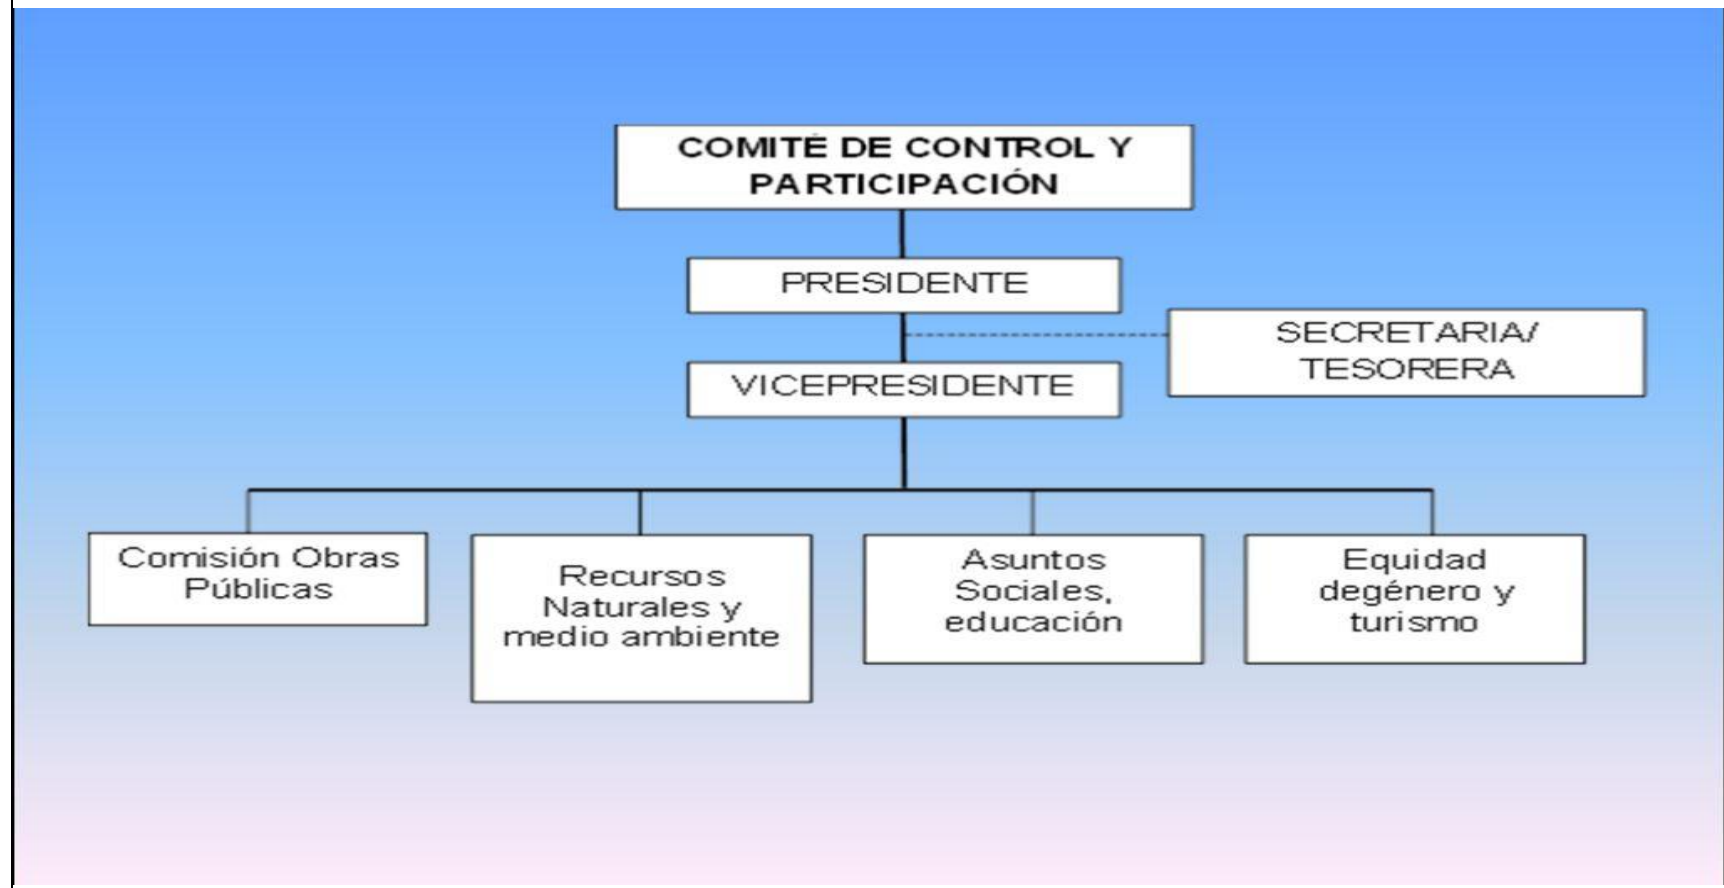 COMITÉ DE CONTROL Y
PARTICIPACIÓN
PRESIDENTE
SECRETARIA/
TESORERA
VICEPRESIDENTE
Comisión Obras
Públicas
Recursos
Naturales y
medio ambiente
Asuntos
Sociales,
educación
Equidad
degénero y
turismo